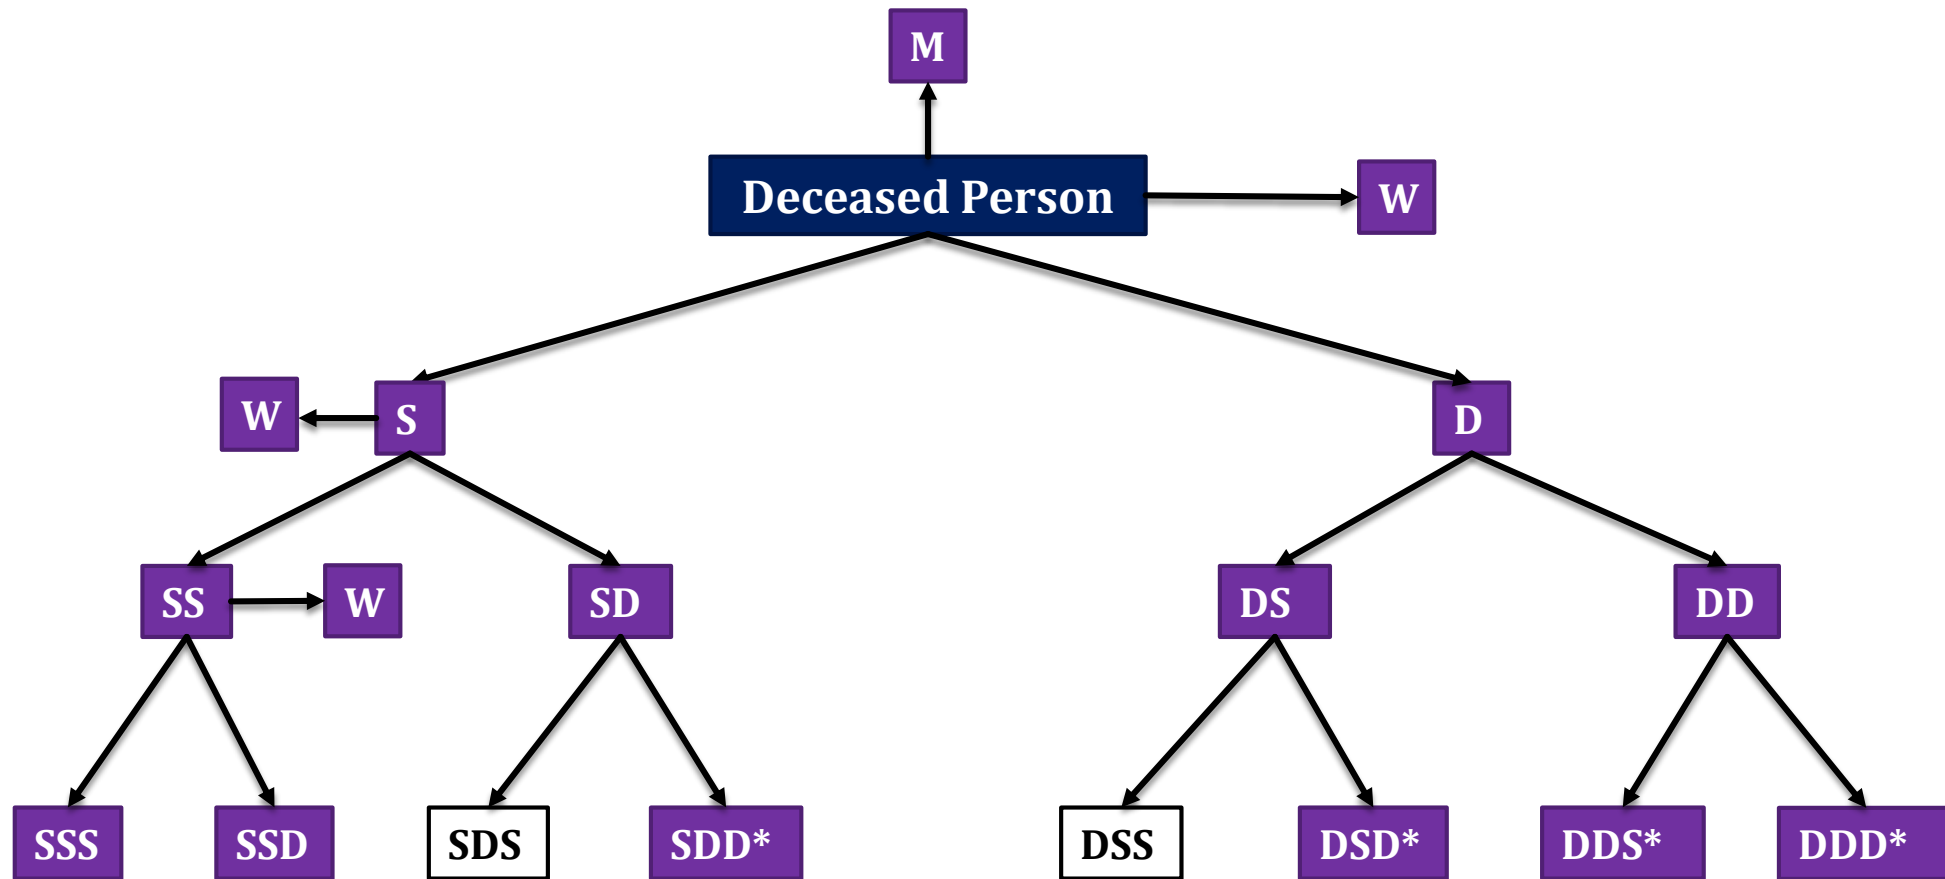 M
Deceased Person
W
W
S
D
SS
W
SD
DS
DD
SSS
SSD
SDS
SDD*
DSS
DSD*
DDS*
DDD*